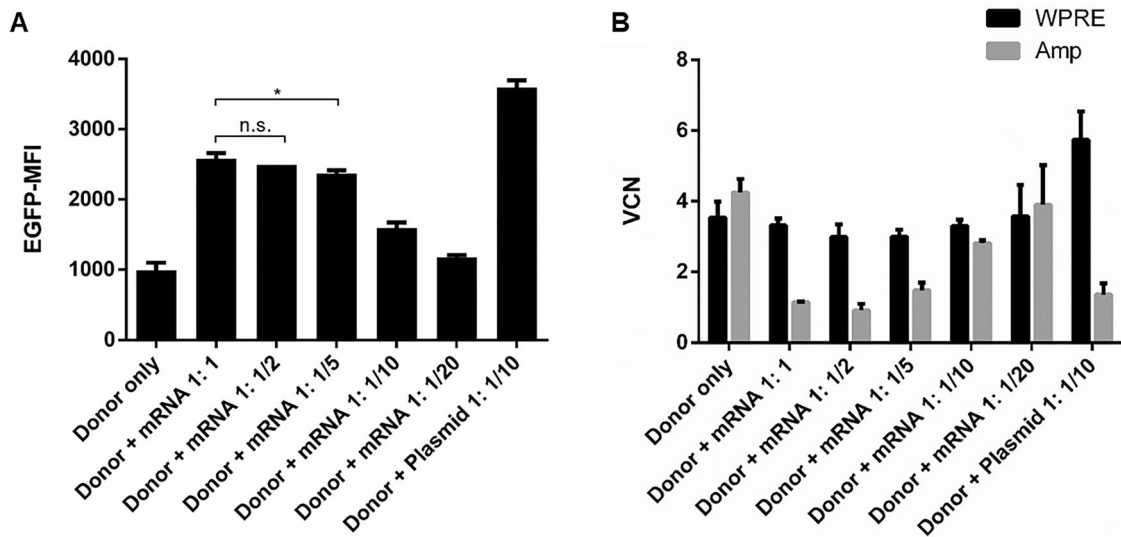 A
EGFP-MFI
4000
3000
2000
1000
0
*
n.s.
Donor only
Donor + mRNA 1: 1
Donor + mRNA 1: 1/2
Donor + mRNA 1: 1/5
Donor + mRNA 1: 1/10
Donor + mRNA 1: 1/20
Donor + Plasmid 1: 1/10
B
WPRE
Amp
VCN
8
6
4
2
0
Donor only
Donor + mRNA 1: 1
Donor + mRNA 1: 1/2
Donor + mRNA 1: 1/5
Donor + mRNA 1: 1/10
Donor + mRNA 1: 1/20
Donor + Plasmid 1: 1/10